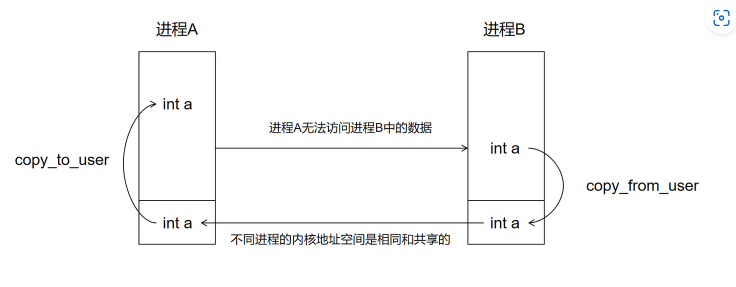 进程A
进程B
int a
进程A无法访问进程B中的数据
int a
copy_to_user
copy_from_user
int a
int a
不同进程的内核地址空间是相同和共享的